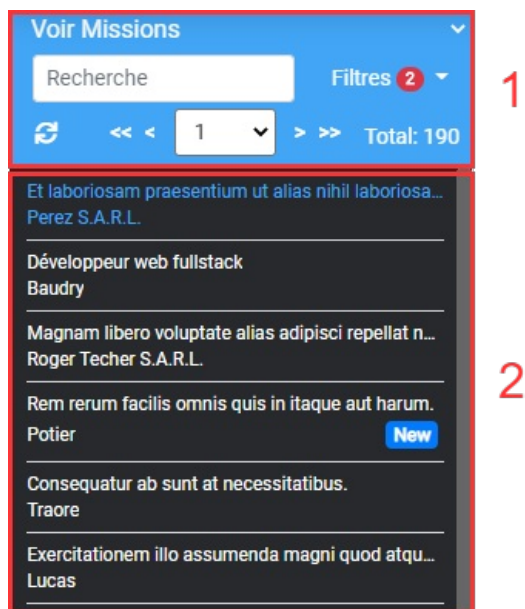 Voir Missions
Recherche
Filtres 2
1
<< < 1 > >> Total: 190
Et laboriosam praesentium ut alias nihil laboriosa...
Perez S.A.R.L.
Développeur web fullstack
Baudry
Magnam libero voluptate alias adipisci repellat n...
Roger Techer S.A.R.L.
2
Rem rerum facilis omnis quis in itaque aut harum.
Potier New
Consequatur ab sunt at necessitatibus.
Traore
Exercitationem illo assumenda magni quod atqu...
Lucas